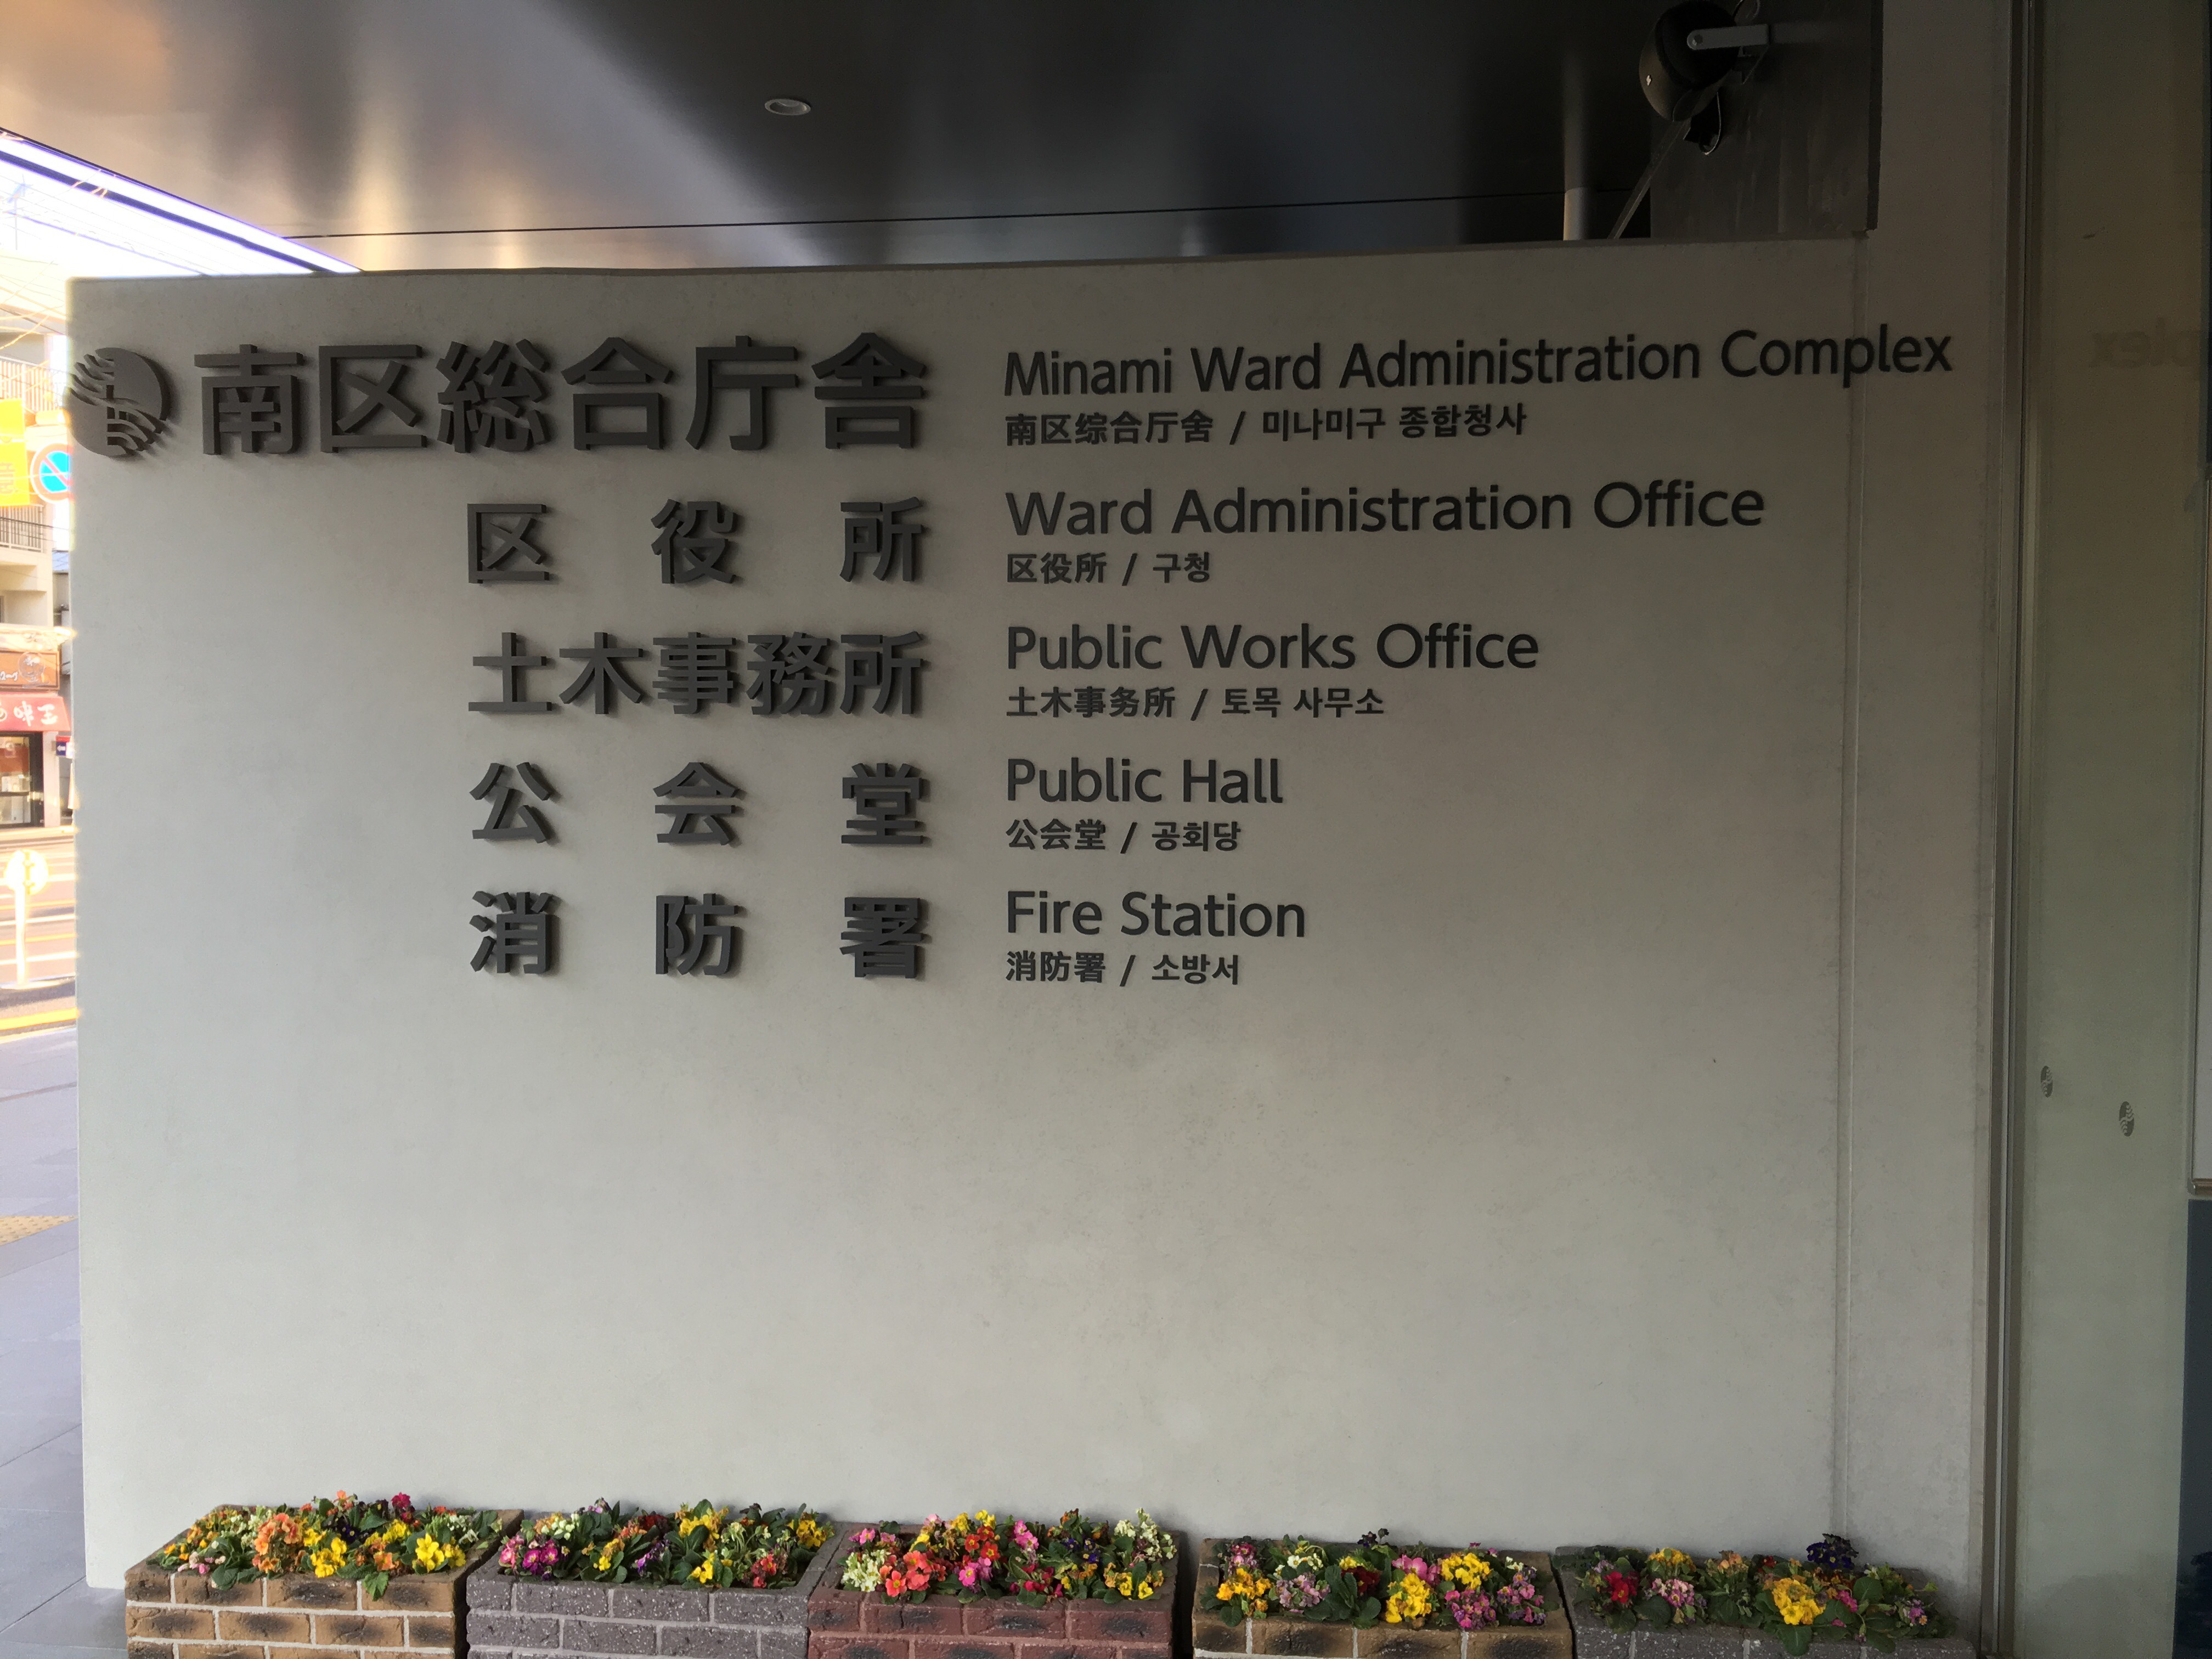 南区総合庁舎
Minami Ward Administration Complex
南区综合厅舍 / 미나미구 종합청사
区役所
Ward Administration Office
区役所 / 구청
土木事務所
Public Works Office
土木事务所 / 토목 사무소
公会堂
Public Hall
公会堂 / 공회당
消防署
Fire Station
消防署 / 소방서